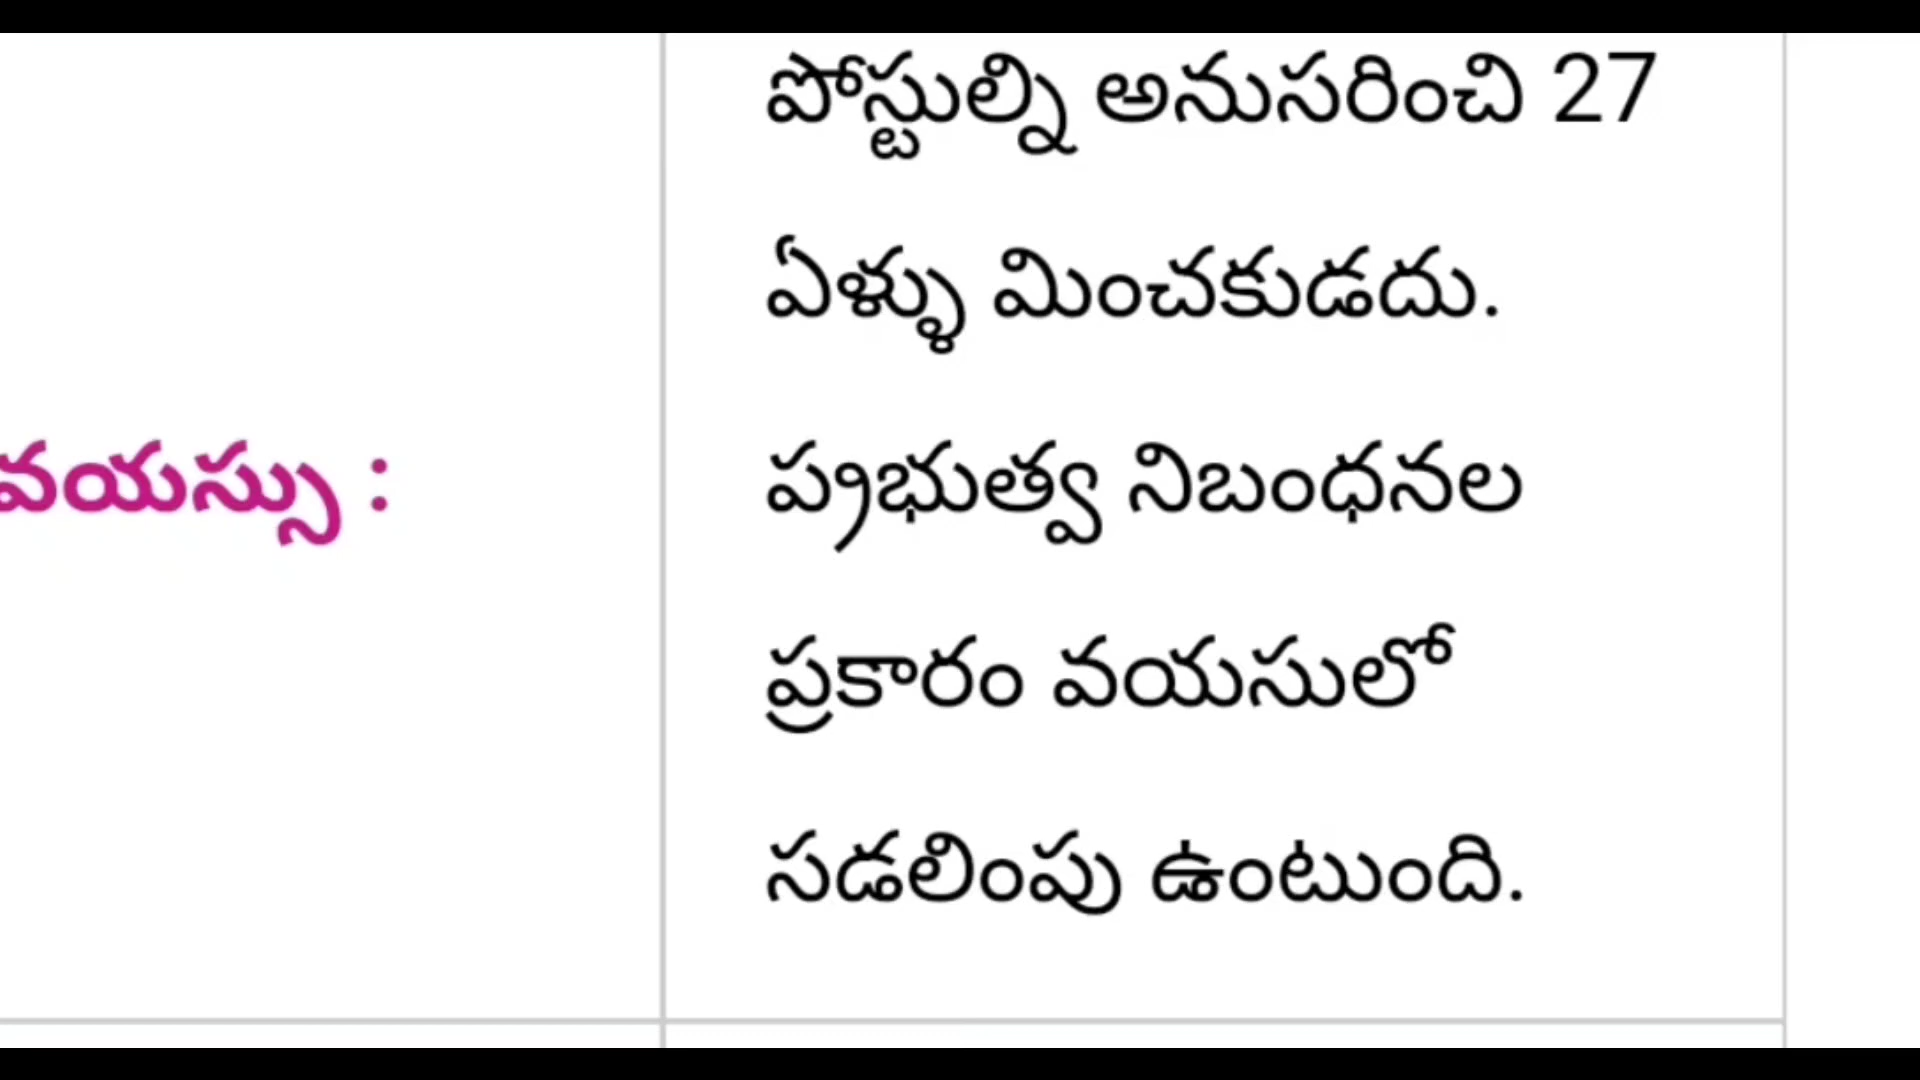 పోస్టుల్ని అనుసరించి 27
ఏళ్ళు మించకుడదు.
వయస్సు :
ప్రభుత్వ నిబంధనల
ప్రకారం వయసులో
సడలింపు ఉంటుంది.